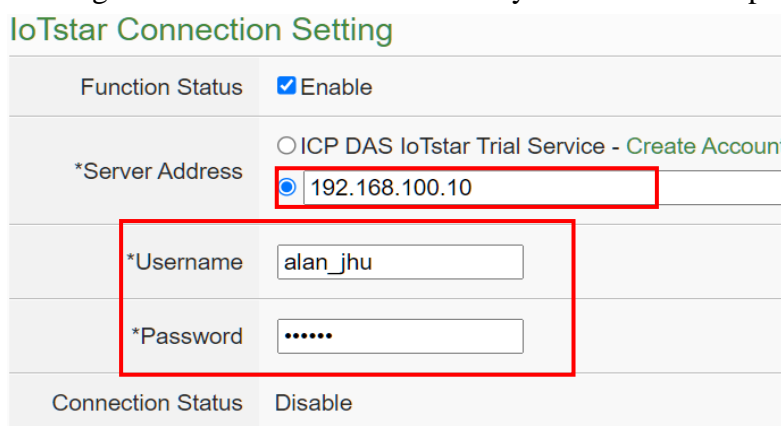 IoTstar Connection Setting
Function Status Enable
*Server Address ICP DAS IoTstar Trial Service - Create Account
192.168.100.10
*Username alan_jhu
*Password ••••••
Connection Status Disable